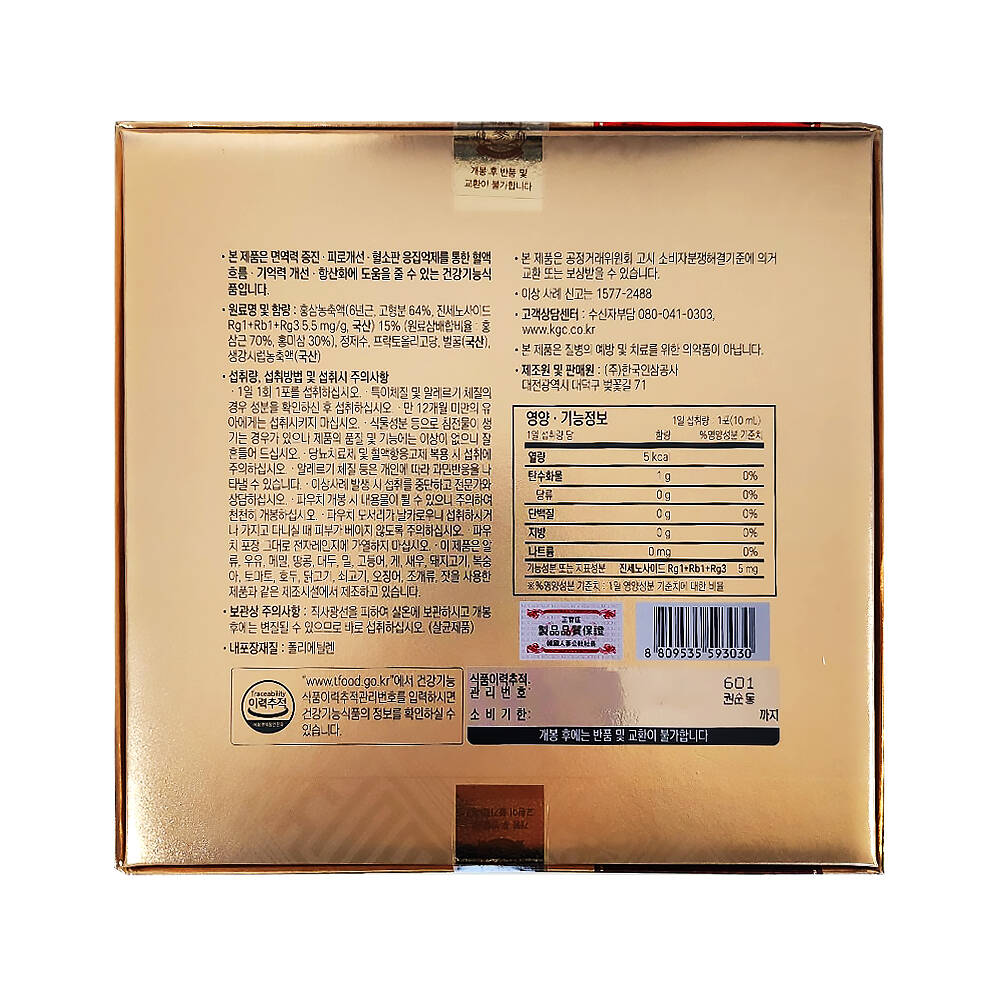 개봉 후 반품 및
교환이 불가합니다
• 본 제품은 면역력 증진 · 피로개선 · 혈소판 응집억제를 통한 혈액
흐름 · 기억력 개선 · 항산화에 도움을 줄 수 있는 건강기능식
품입니다.
• 원료명 및 함량 : 홍삼농축액(6년근, 고형분 64%, 진세노사이드
Rg1+Rb1+Rg3 5.5 mg/g, 국산) 15% (원료삼배합비율 : 홍
삼근 70%, 홍미삼 30%), 정제수, 프락토올리고당, 벌꿀(국산),
생강시럽농축액(국산)
• 섭취량, 섭취방법 및 섭취시 주의사항
· 1일 1회 1포를 섭취하십시오. · 특이체질 및 알레르기 체질의
경우 성분을 확인하신 후 섭취하십시오. · 만 12개월 미만의 유
아에게는 섭취시키지 마십시오. · 식물성분 등으로 침전물이 생
기는 경우가 있으나 제품의 품질 및 기능에는 이상이 없으니 잘
흔들어 드십시오. · 당뇨치료제 및 혈액항응고제 복용 시 섭취에
주의하십시오. · 알레르기 체질 등은 개인에 따라 과민반응을 나
타낼 수 있습니다. · 이상사례 발생 시 섭취를 중단하고 전문가와
상담하십시오. · 파우치 개봉 시 내용물이 튈 수 있으니 주의하여
천천히 개봉하십시오. · 파우치 모서리가 날카로우니 섭취하시거
나 가지고 다니실 때 피부가 베이지 않도록 주의하십시오. · 파우
치 포장 그대로 전자레인지에 가열하지 마십시오. · 이 제품은 알
류, 우유, 메밀, 땅콩, 대두, 밀, 고등어, 게, 새우, 돼지고기, 복숭
아, 토마토, 호두, 닭고기, 쇠고기, 오징어, 조개류, 잣을 사용한
제품과 같은 제조시설에서 제조하고 있습니다.
• 보관상 주의사항 : 직사광선을 피하여 실온에 보관하시고 개봉
후에는 변질될 수 있으므로 바로 섭취하십시오. (살균제품)
• 내포장재질 : 폴리에틸렌
Traceability
이력추적
"www.tfood.go.kr"에서 건강기능
식품이력추적관리번호를 입력하시면
건강기능식품의 정보를 확인하실 수
있습니다.
• 본 제품은 공정거래위원회 고시 소비자분쟁해결기준에 의거
교환 또는 보상받을 수 있습니다.
• 이상 사례 신고는 1577-2488
• 고객상담센터 : 수신자부담 080-041-0303,
www.kgc.co.kr
• 본 제품은 질병의 예방 및 치료를 위한 의약품이 아닙니다.
• 제조원 및 판매원 : (주)한국인삼공사
대전광역시 대덕구 벚꽃길 71
영양 · 기능정보 1일 섭취량 : 1포(10 mL)
1일 섭취량 당 함량 %영양성분 기준치
열량 5 kcal
탄수화물 1 g 0%
당류 0 g 0%
단백질 0 g 0%
지방 0 g 0%
나트륨 0 mg 0%
기능성분 또는 지표성분 진세노사이드 Rg1+Rb1+Rg3 5 mg
※%영양성분 기준치 : 1일 영양성분 기준치에 대한 비율
正官庄
製品品質保證
韓國人蔘公社社長
8 809535 593030
식품이력추적
관리번호 :
601
권순동
소비기한: 까지
개봉 후에는 반품 및 교환이 불가합니다